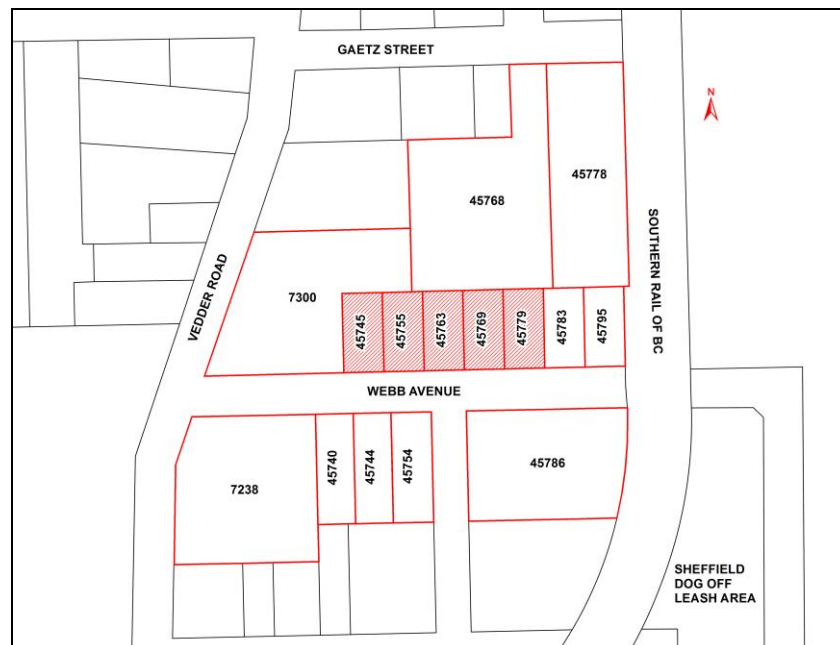 GAETZ STREET
N
45778
45768
SOUTHERN RAIL OF BC
VEDDER ROAD
7300
45745
45755
45763
45769
45779
45783
45795
WEBB AVENUE
45740
45744
45754
45786
7238
SHEFFIELD
DOG OFF
LEASH AREA